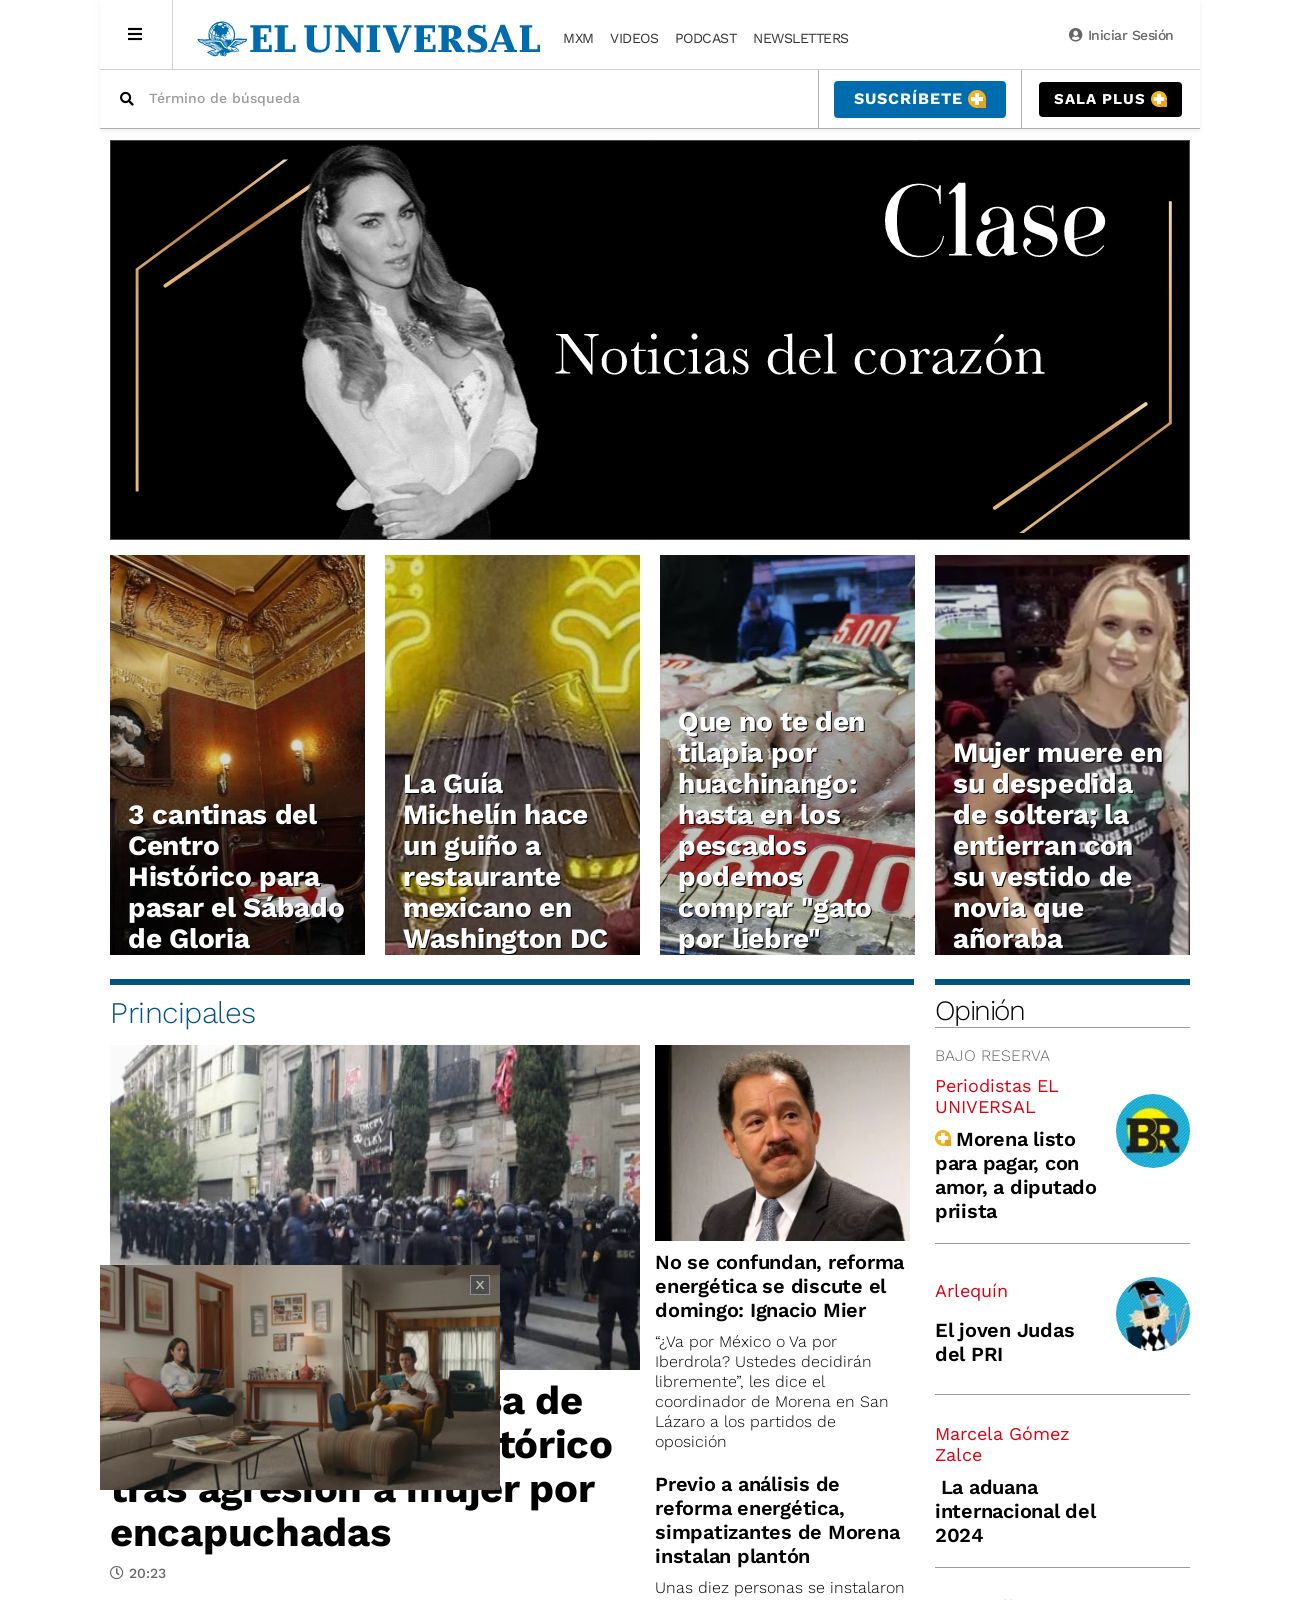 EL UNIVERSAL
MXM VIDEOS PODCAST NEWSLETTERS
Iniciar Sesión
Término de búsqueda
SUSCRÍBETE
SALA PLUS
Clase
Noticias del corazón
3 cantinas del
Centro
Histórico para
pasar el Sábado
de Gloria
La Guía
Michelín hace
un guiño a
restaurante
mexicano en
Washington DC
5.00
Que no te den
tilapia por
huachinango:
hasta en los
pescados
podemos
comprar "gato
por liebre"
Mujer muere en
su despedida
de soltera; la
entierran con
su vestido de
novia que
añoraba
Principales
SSC
SSC
X
sa de
tórico
tras agresión a mujer por
encapuchadas
20:23
No se confundan, reforma
energética se discute el
domingo: Ignacio Mier
“¿Va por México o Va por
Iberdrola? Ustedes decidirán
libremente”, les dice el
coordinador de Morena en San
Lázaro a los partidos de
oposición
Previo a análisis de
reforma energética,
simpatizantes de Morena
instalan plantón
Unas diez personas se instalaron
Opinión
BAJO RESERVA
Periodistas EL
UNIVERSAL
Morena listo
para pagar, con
amor, a diputado
priista
BR
Arlequín
El joven Judas
del PRI
Marcela Gómez
Zalce
La aduana
internacional del
2024